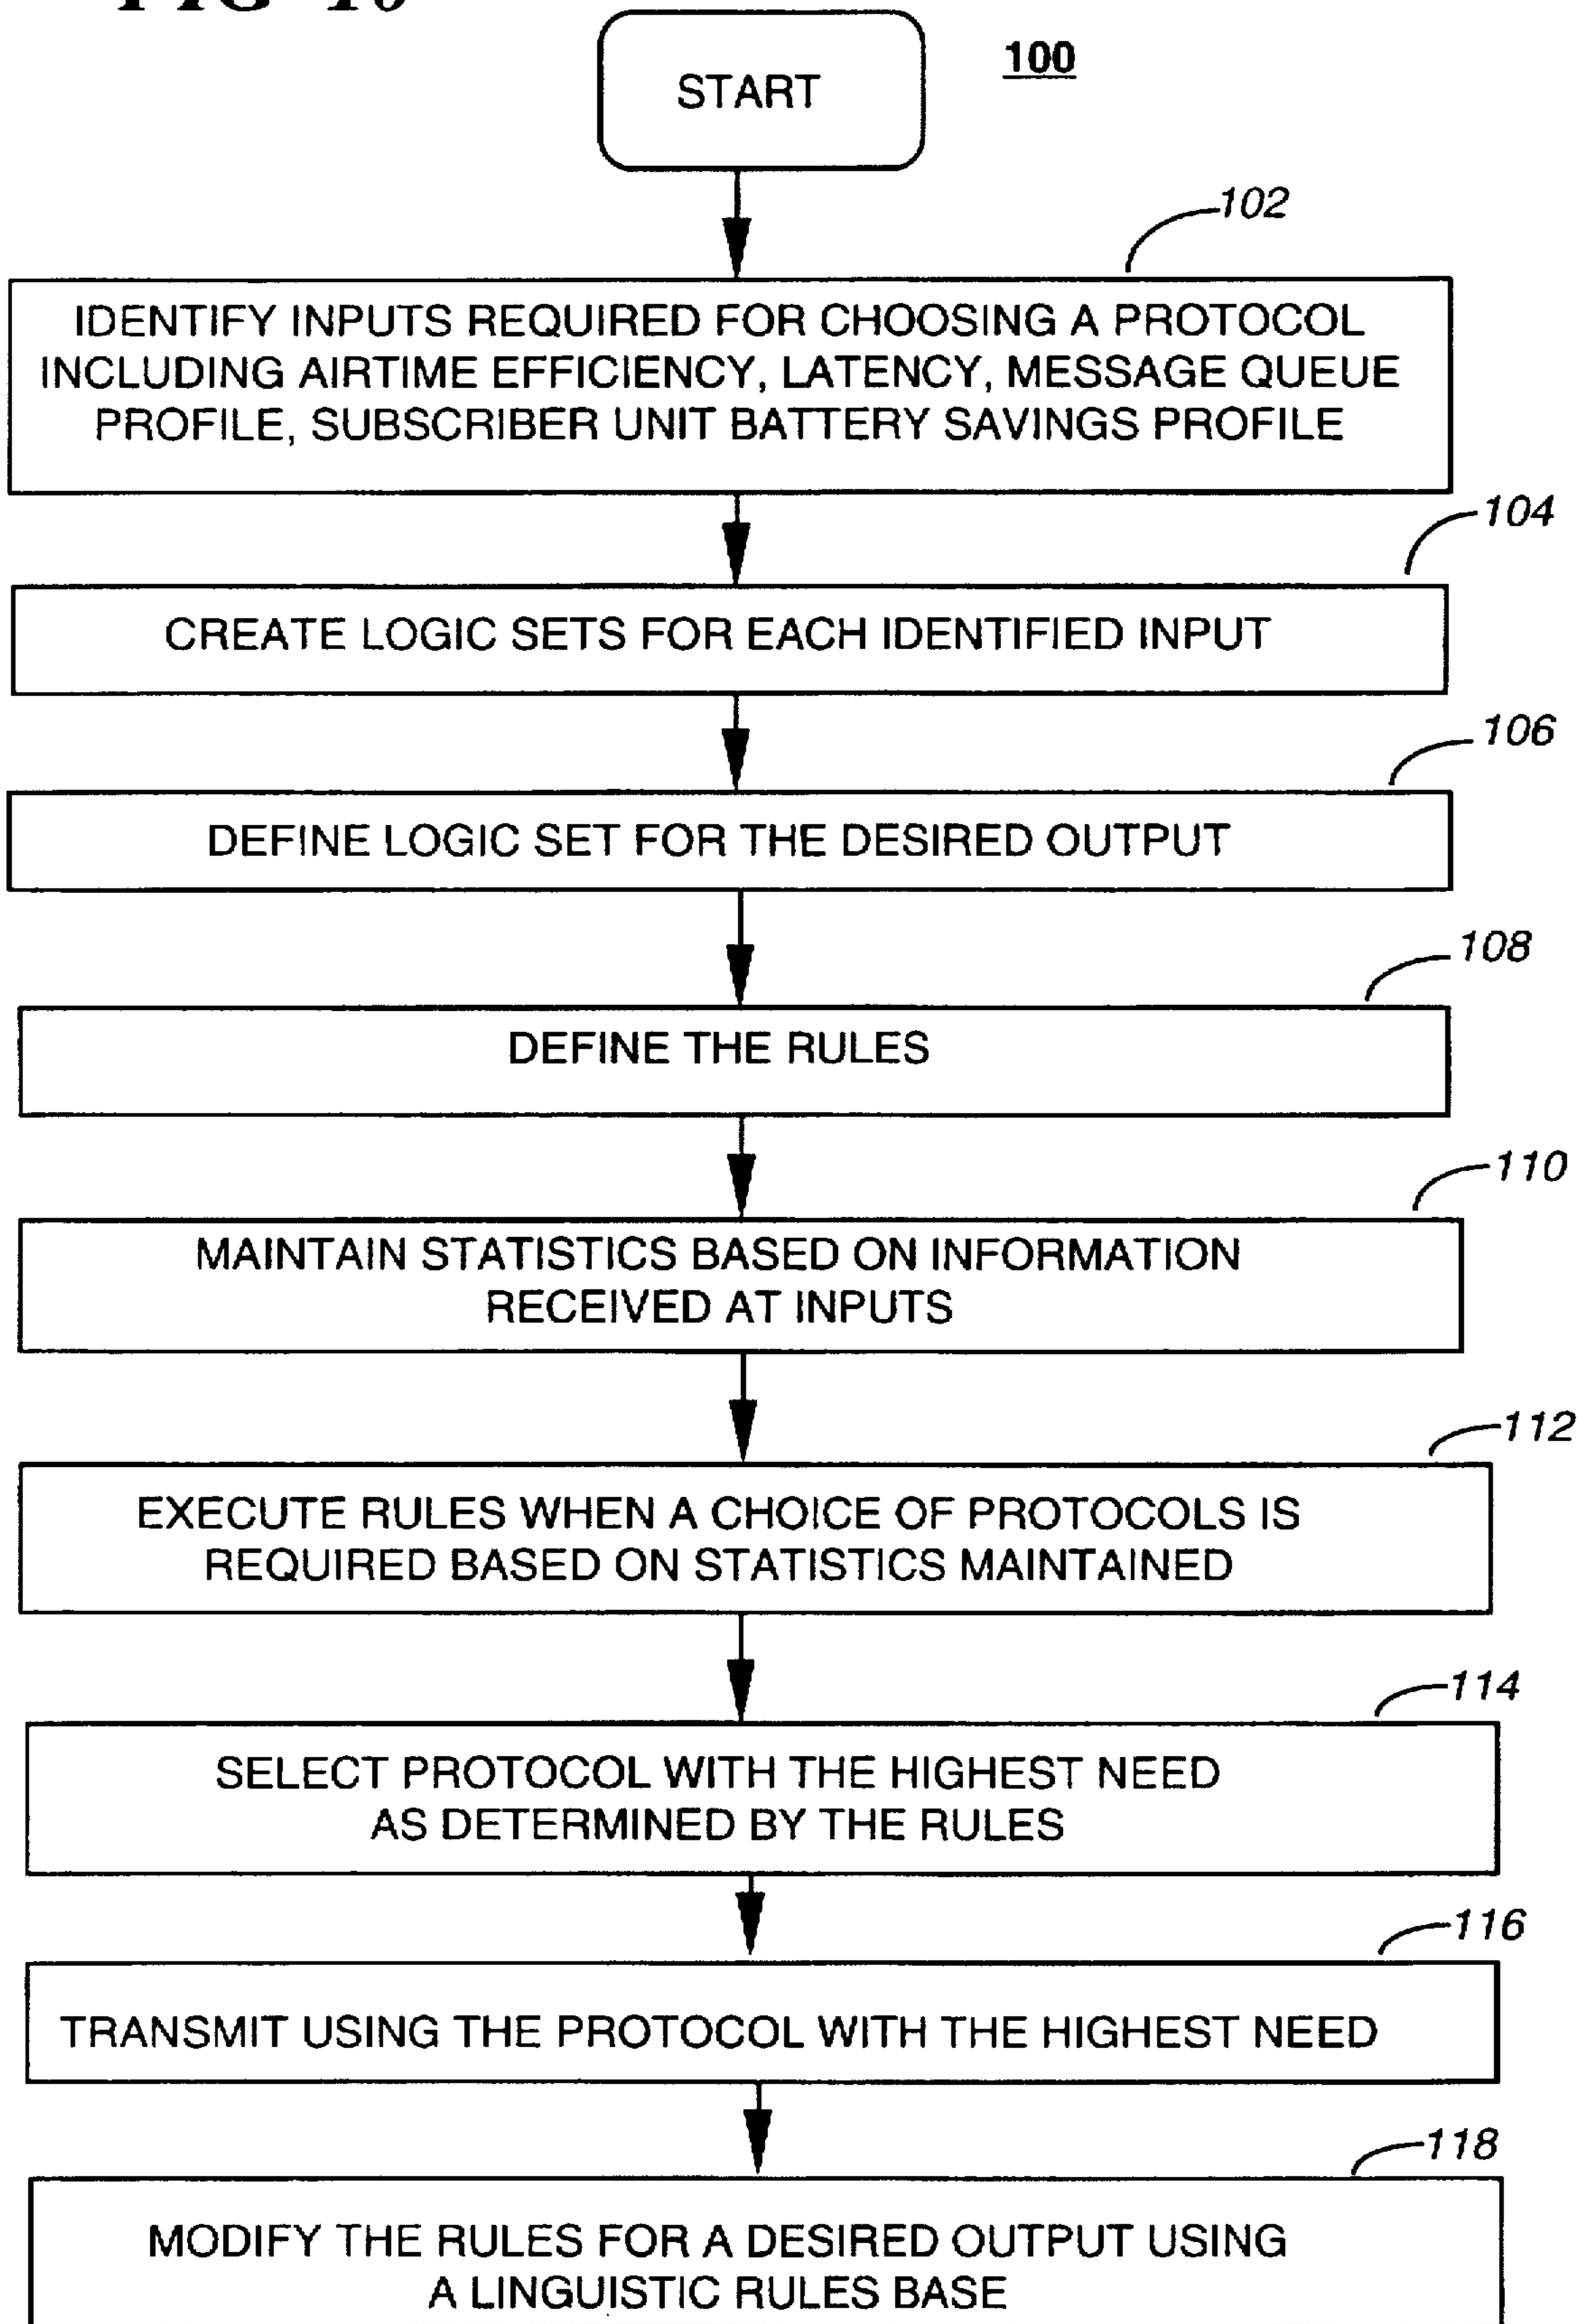 START
100
102
IDENTIFY INPUTS REQUIRED FOR CHOOSING A PROTOCOL
INCLUDING AIRTIME EFFICIENCY, LATENCY, MESSAGE QUEUE
PROFILE, SUBSCRIBER UNIT BATTERY SAVINGS PROFILE
104
CREATE LOGIC SETS FOR EACH IDENTIFIED INPUT
106
DEFINE LOGIC SET FOR THE DESIRED OUTPUT
108
DEFINE THE RULES
110
MAINTAIN STATISTICS BASED ON INFORMATION
RECEIVED AT INPUTS
112
EXECUTE RULES WHEN A CHOICE OF PROTOCOLS IS
REQUIRED BASED ON STATISTICS MAINTAINED
114
SELECT PROTOCOL WITH THE HIGHEST NEED
AS DETERMINED BY THE RULES
116
TRANSMIT USING THE PROTOCOL WITH THE HIGHEST NEED
118
MODIFY THE RULES FOR A DESIRED OUTPUT USING
A LINGUISTIC RULES BASE